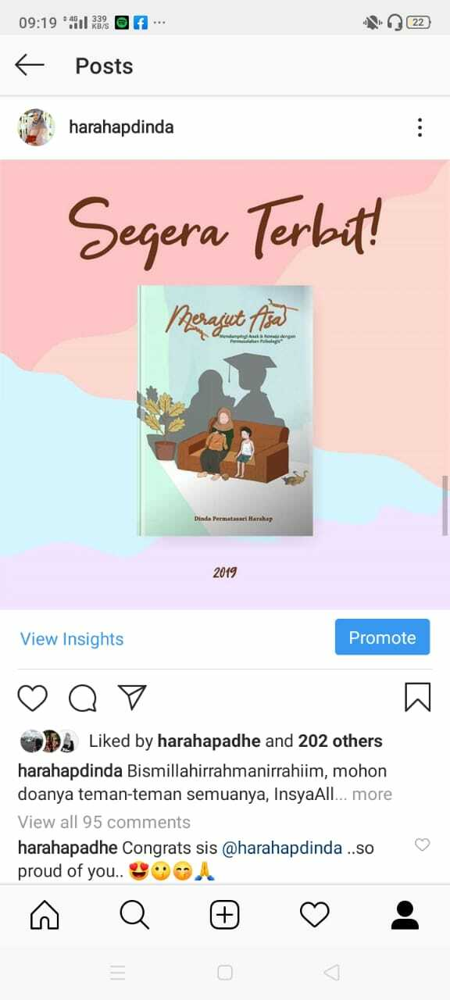 09:19 4G 339 KB/S ··· 22
Posts
harahapdinda
Segera Terbit!
Merajut Asa
"Mendampingi Anak & Remaja dengan
Permasalahan Psikologis"
Dinda Permatasari Harahap
2019
View Insights
Promote
Liked by harahapadhe and 202 others
harahapdinda Bismillahirrahmanirrahiim, mohon
doanya teman-teman semuanya, InsyaAll... more
View all 95 comments
harahapadhe Congrats sis @harahapdinda ..so
proud of you.. 😍🤭😊🙏